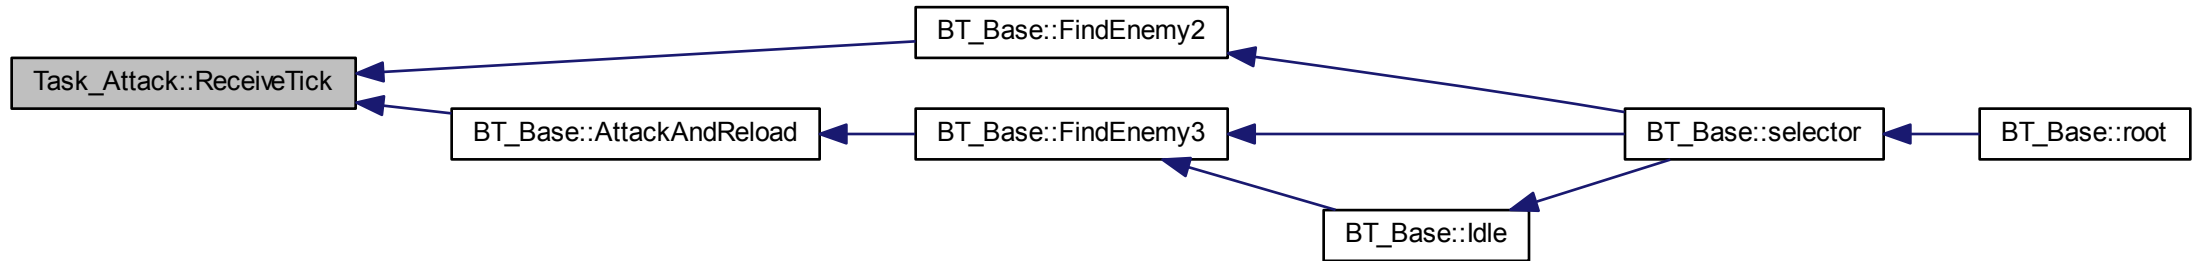 BT_Base::FindEnemy2
Task_Attack::ReceiveTick
BT_Base::AttackAndReload
BT_Base::FindEnemy3
BT_Base::selector
BT_Base::root
BT_Base::Idle